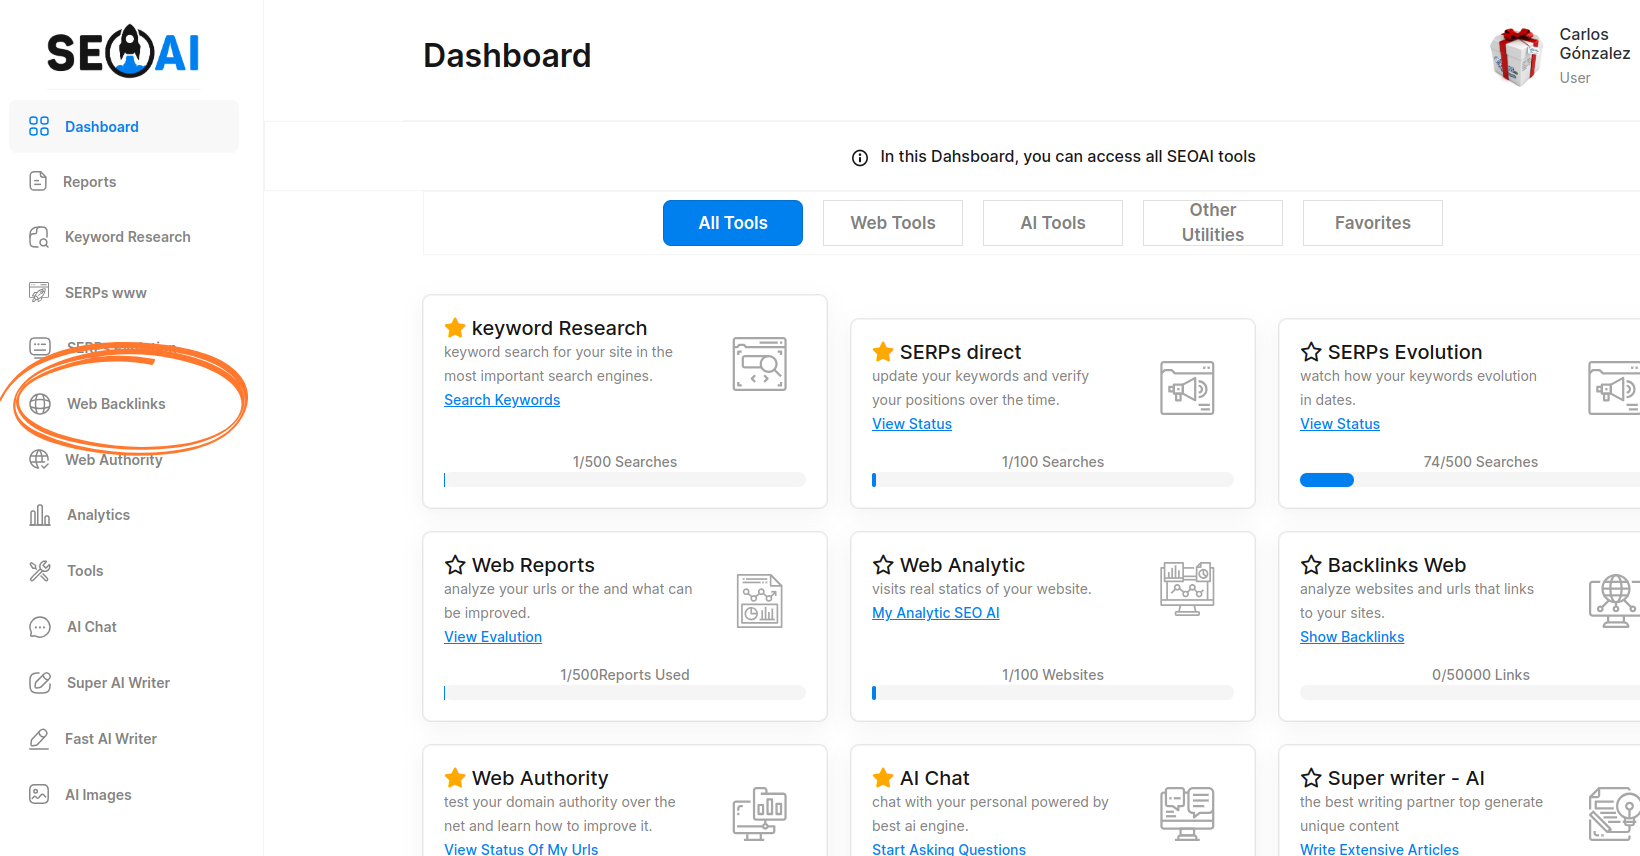 SEOAI
Dashboard
Carlos
Gónzalez
User
Dashboard
Reports
Keyword Research
SERPs www
SERPs Evolution
Web Backlinks
Web Authority
Analytics
Tools
AI Chat
Super AI Writer
Fast AI Writer
AI Images
In this Dahsboard, you can access all SEOAI tools
All Tools
Web Tools
AI Tools
Other
Utilities
Favorites
keyword Research
keyword search for your site in the
most important search engines.
Search Keywords
1/500 Searches
SERPs direct
update your keywords and verify
your positions over the time.
View Status
1/100 Searches
SERPs Evolution
watch how your keywords evolution
in dates.
View Status
74/500 Searches
Web Reports
analyze your urls or the and what can
be improved.
View Evalution
1/500Reports Used
Web Analytic
visits real statics of your website.
My Analytic SEO AI
1/100 Websites
Backlinks Web
analyze websites and urls that links
to your sites.
Show Backlinks
0/50000 Links
Web Authority
test your domain authority over the
net and learn how to improve it.
View Status Of My Urls
AI Chat
chat with your personal powered by
best ai engine.
Start Asking Questions
Super writer - AI
the best writing partner top generate
unique content
Write Extensive Articles